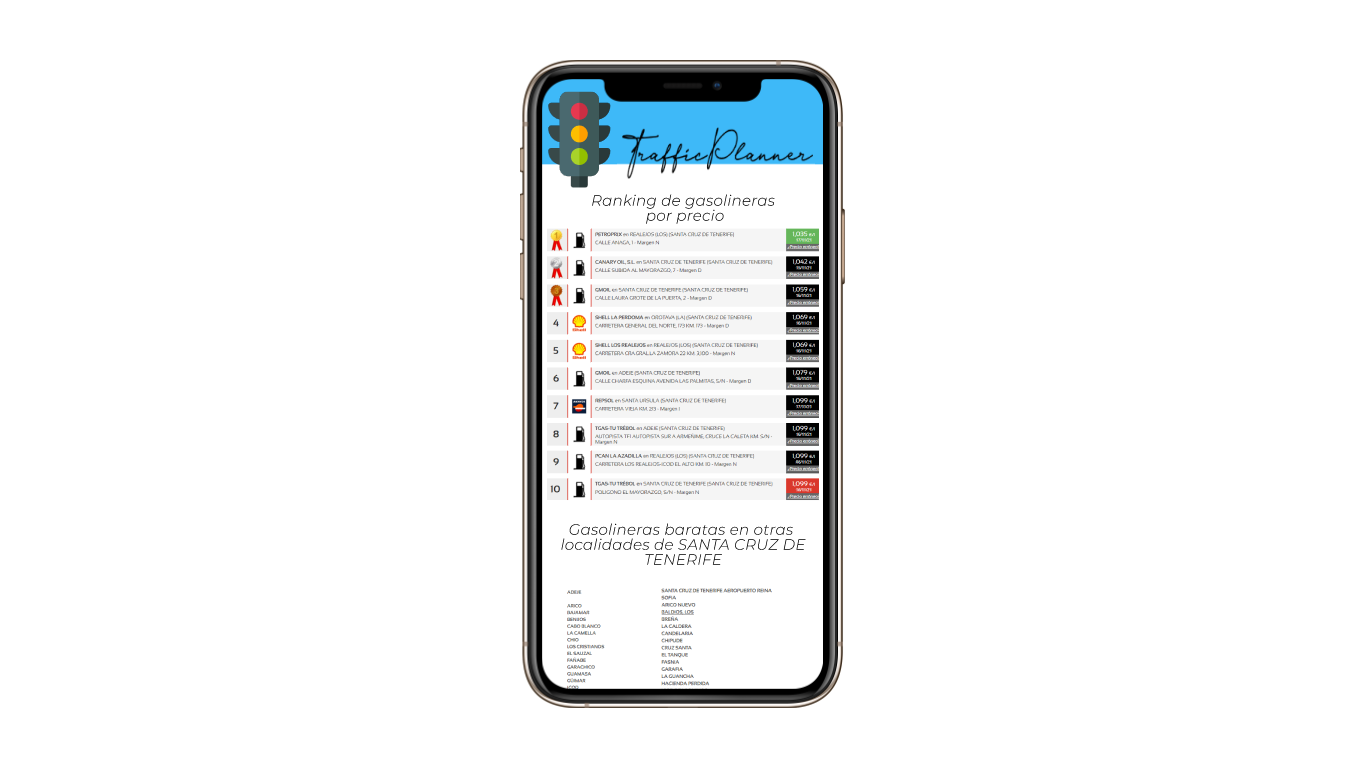 TrafficPlanner
Ranking de gasolineras
por precio
1
PETROPRIX en REALEJOS (LOS) (SANTA CRUZ DE TENERIFE)
CALLE ANAGA, 1 - Margen N
1,035 €/l
CANARY OIL, S.L. en SANTA CRUZ DE TENERIFE (SANTA CRUZ DE TENERIFE)
CALLE SUBIDA AL MAYORAZGO, 7 - Margen D
1,042 €/l
GMOIL en SANTA CRUZ DE TENERIFE (SANTA CRUZ DE TENERIFE)
CALLE LAURA GROTE DE LA PUERTA, 2 - Margen D
1,059 €/l
4
SHELL LA PERDOMA en OROTAVA (LA) (SANTA CRUZ DE TENERIFE)
CARRETERA GENERAL DEL NORTE, 173 KM. 173 - Margen D
1,069 €/l
5
SHELL LOS REALEJOS en REALEJOS (LOS) (SANTA CRUZ DE TENERIFE)
CARRETERA CRA.GRAL.LA ZAMORA 22 KM. 3,100 - Margen N
1,069 €/l
6
GMOIL en ADEJE (SANTA CRUZ DE TENERIFE)
CALLE CHARFA ESQUINA AVENIDA LAS PALMITAS, S/N - Margen D
1,079 €/l
7
REPSOL en SANTA URSULA (SANTA CRUZ DE TENERIFE)
CARRETERA VIEJA KM. 213 - Margen I
1,099 €/l
8
TGAS-TU TRÉBOL en ADEJE (SANTA CRUZ DE TENERIFE)
AUTOPISTA TF1 AUTOPISTA SUR A ARMEÑIME, CRUCE LA CALETA KM. S/N -
Margen N
1,099 €/l
9
PCAN LA AZADILLA en REALEJOS (LOS) (SANTA CRUZ DE TENERIFE)
CARRETERA LOS REALEJOS-ICOD EL ALTO KM. 10 - Margen N
1,099 €/l
10
TGAS-TU TRÉBOL en SANTA CRUZ DE TENERIFE (SANTA CRUZ DE TENERIFE)
POLIGONO EL MAYORAZGO, S/N - Margen N
1,099 €/l
Gasolineras baratas en otras
localidades de SANTA CRUZ DE
TENERIFE
ADEJE
ARICO
BAJAMAR
BENIJOS
CABO BLANCO
LA CAMELLA
CHIO
LOS CRISTIANOS
EL SAUZAL
FAÑABE
GARACHICO
GUAMASA
GÜIMAR
ICOD
SANTA CRUZ DE TENERIFE AEROPUERTO REINA
SOFIA
ARICO NUEVO
BALDIOS, LOS
BREÑA
LA CALDERA
CANDELARIA
CHIPUDE
CRUZ SANTA
EL TANQUE
FASNIA
GARAFIA
LA GUANCHA
HACIENDA PERDIDA